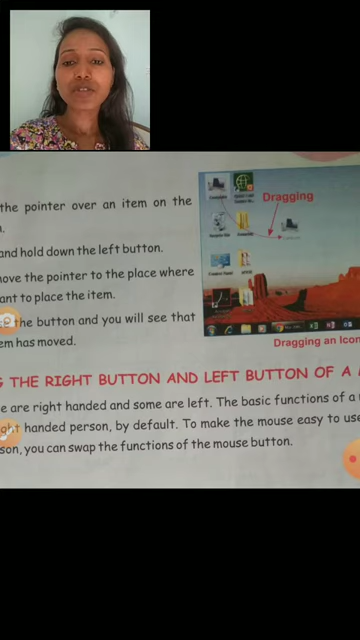 the pointer over an item on the
and hold down the left button.
move the pointer to the place where
ant to place the item.
the button and you will see that
em has moved.
Dragging
Dragging an Icon
THE RIGHT BUTTON AND LEFT BUTTON OF A
e are right handed and some are left. The basic functions of a
ght handed person, by default. To make the mouse easy to use
son, you can swap the functions of the mouse button.